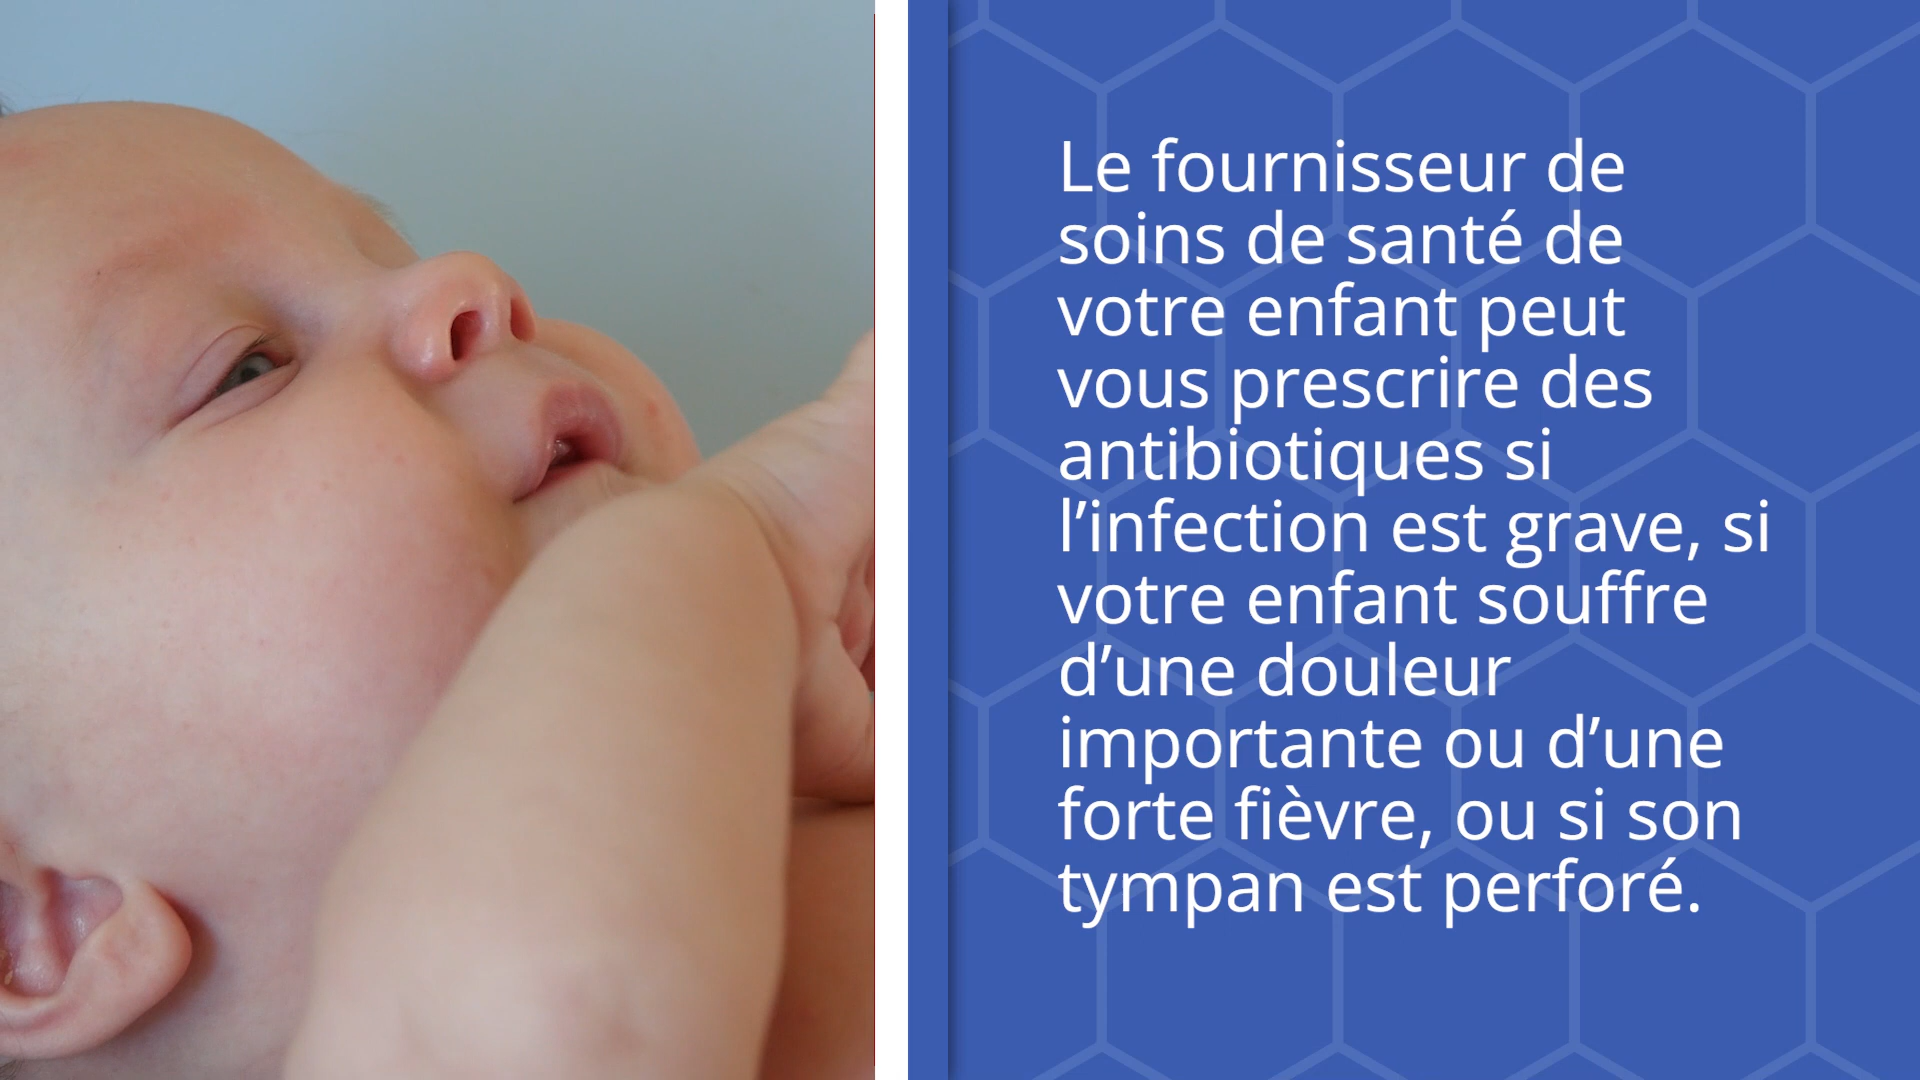 Le fournisseur de
soins de santé de
votre enfant peut
vous prescrire des
antibiotiques si
l’infection est grave, si
votre enfant souffre
d’une douleur
importante ou d’une
forte fièvre, ou si son
tympan est perforé.